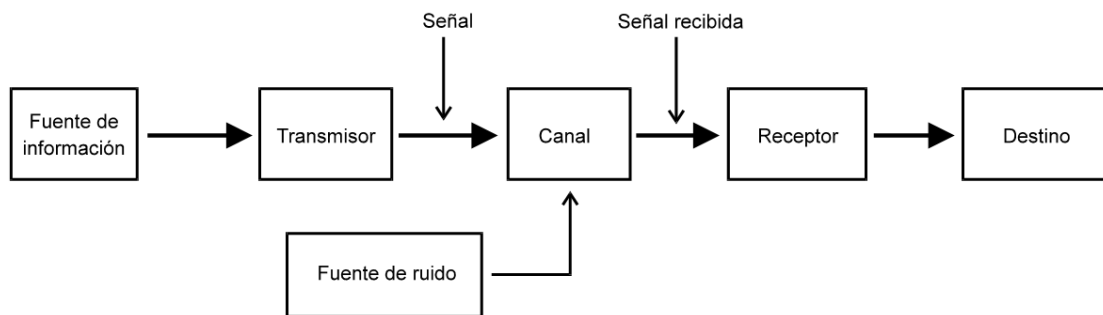 Señal
Señal recibida
Fuente de
información
Transmisor
Canal
Receptor
Destino
Fuente de ruido